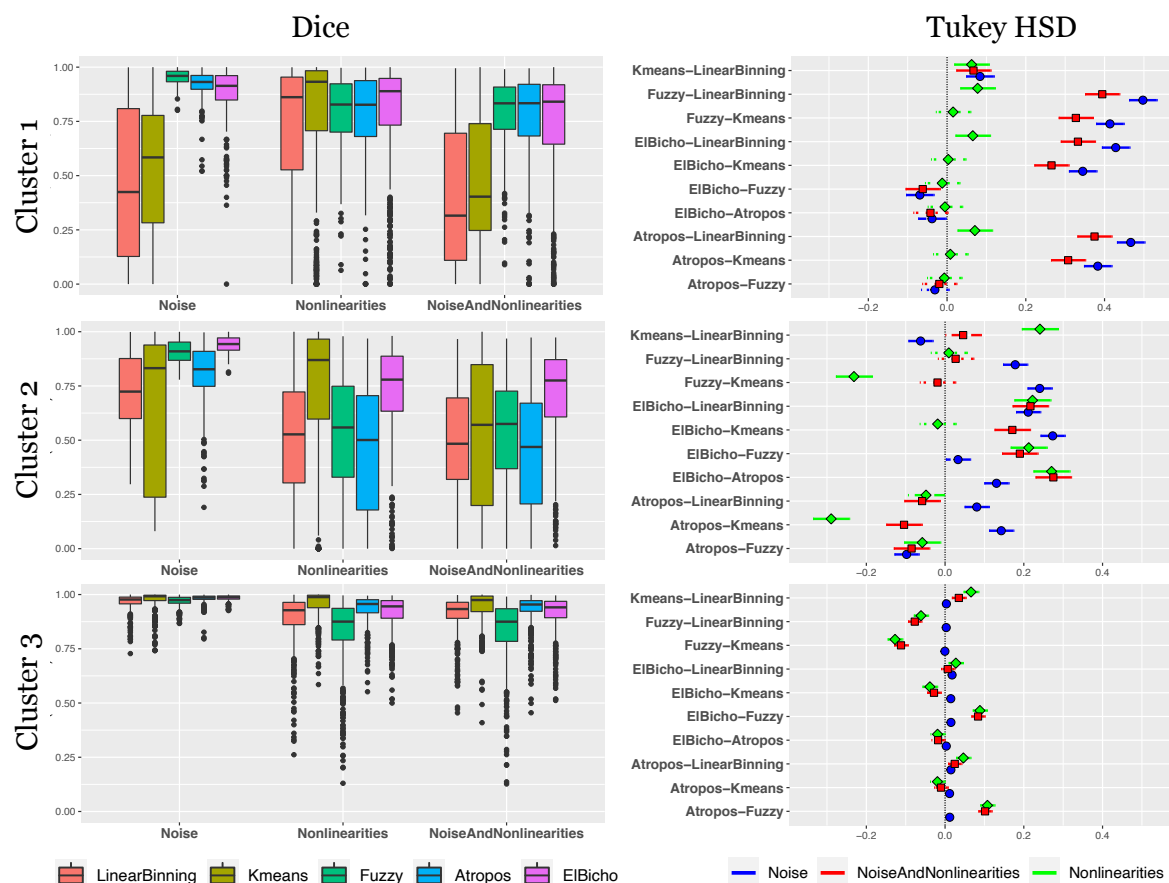 Dice
Tukey HSD
Cluster 1
1.00
0.75
0.50
0.25
0.00
Noise
Nonlinearities
NoiseAndNonlinearities
Kmeans−LinearBinning
Fuzzy−LinearBinning
Fuzzy−Kmeans
ElBicho−LinearBinning
ElBicho−Kmeans
ElBicho−Fuzzy
ElBicho−Atropos
Atropos−LinearBinning
Atropos−Kmeans
Atropos−Fuzzy
−0.2
0.0
0.2
0.4
Cluster 2
1.00
0.75
0.50
0.25
0.00
Noise
Nonlinearities
NoiseAndNonlinearities
Kmeans−LinearBinning
Fuzzy−LinearBinning
Fuzzy−Kmeans
ElBicho−LinearBinning
ElBicho−Kmeans
ElBicho−Fuzzy
ElBicho−Atropos
Atropos−LinearBinning
Atropos−Kmeans
Atropos−Fuzzy
−0.2
0.0
0.2
0.4
Cluster 3
1.00
0.75
0.50
0.25
0.00
Noise
Nonlinearities
NoiseAndNonlinearities
Kmeans−LinearBinning
Fuzzy−LinearBinning
Fuzzy−Kmeans
ElBicho−LinearBinning
ElBicho−Kmeans
ElBicho−Fuzzy
ElBicho−Atropos
Atropos−LinearBinning
Atropos−Kmeans
Atropos−Fuzzy
−0.2
0.0
0.2
0.4
LinearBinning Kmeans Fuzzy Atropos ElBicho
Noise NoiseAndNonlinearities Nonlinearities